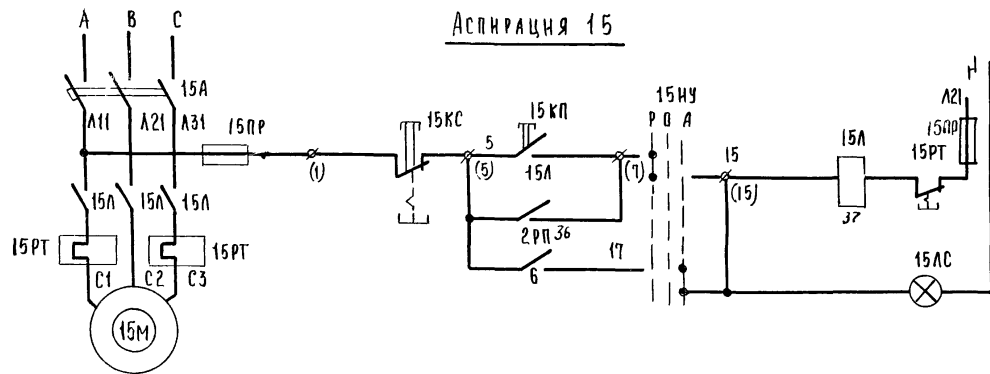 Аспирация 15
А В С
15А
Л11 Л21 Л31
15ПР
(1)
15КС
5
(5)
15КП
15Л
(7)
15НУ
Р О А
15
(15)
15Л
37
15РТ
15ПР
Л21
15Л 15Л 15Л
2РП 36
6
17
15РТ 15РТ
С1 С2 С3
15М
15ЛС